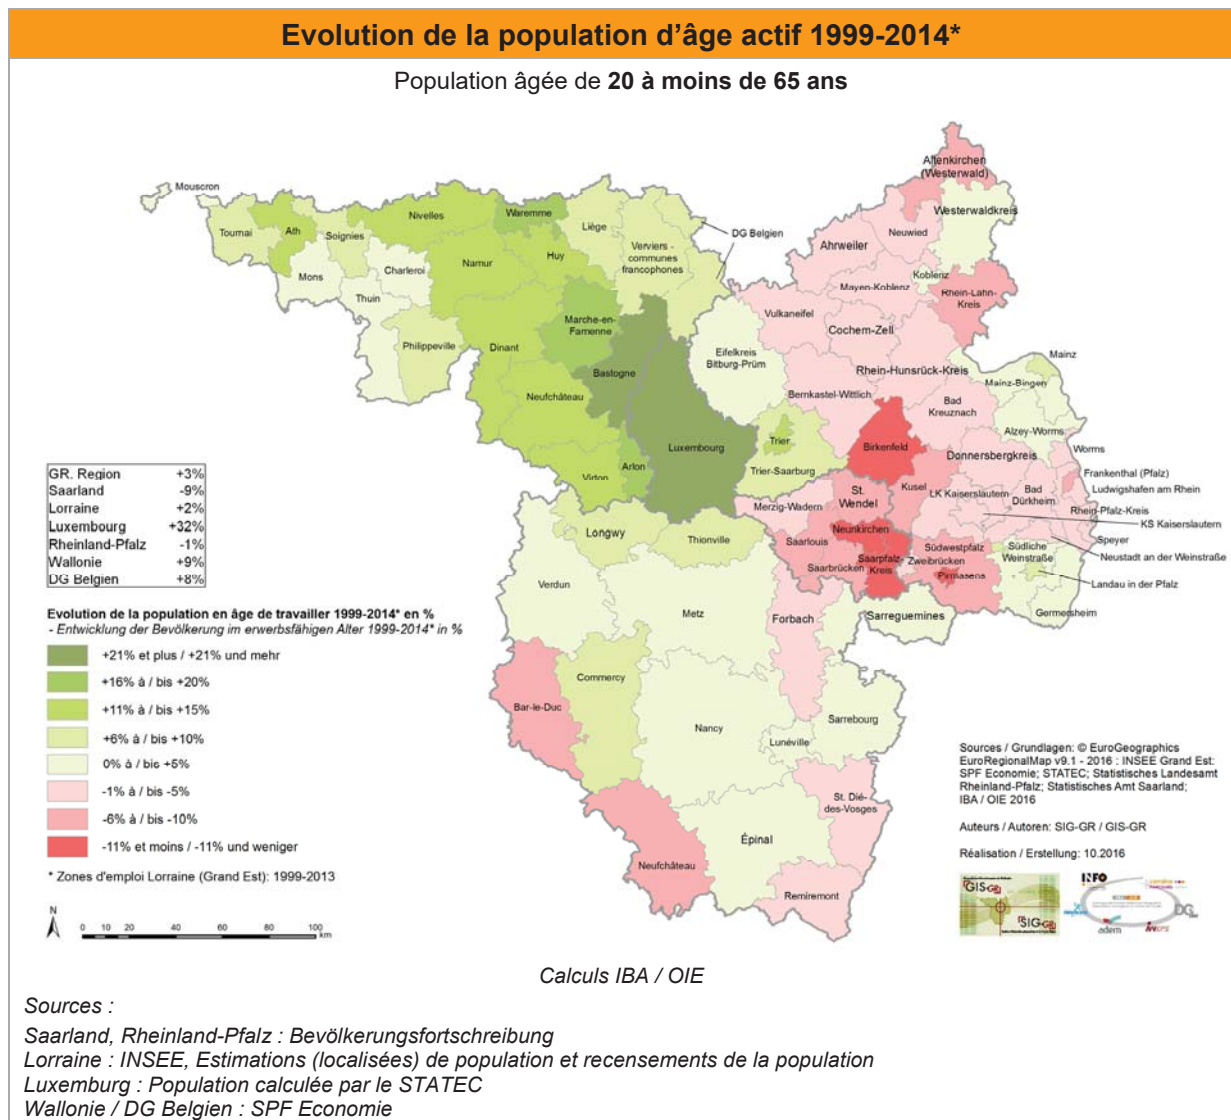 Evolution de la population d'âge actif 1999-2014*
Population âgée de 20 à moins de 65 ans
Mouscron
Tournai
Ath
Soignies
Mons
Charleroi
Thuin
Philippeville
Nivelles
Namur
Waremme
Huy
Liège
Verviers -
communes
francophones
DG Belgien
Marche-en-
Famenne
Dinant
Bastogne
Neufchâteau
Virton
Arlon
Luxembourg
Altenkirchen
(Westerwald)
Westerwaldkreis
Neuwied
Ahrweiler
Koblenz
Mayen-Koblenz
Rhein-Lahn-
Kreis
Vulkaneifel
Cochem-Zell
Eifelkreis
Bitburg-Prüm
Rhein-Hunsrück-Kreis
Mainz
Mainz-Bingen
Bernkastel-Wittlich
Bad
Kreuznach
Alzey-Worms
Trier
Trier-Saarburg
Birkenfeld
Donnersbergkreis
Worms
Frankenthal (Pfalz)
Ludwigshafen am Rhein
Kusel
LK Kaiserslautern
Bad
Dürkheim
Rhein-Pfalz-Kreis
KS Kaiserslautern
Speyer
Neustadt an der Weinstraße
Landau in der Pfalz
Merzig-Wadern
St.
Wendel
Neunkirchen
Saarlouis
Saarbrücken
Saarpfalz-
Kreis
Zweibrücken
Südwestpfalz
Pirmasens
Südliche
Weinstraße
Germersheim
Longwy
Thionville
Verdun
Metz
Forbach
Sarreguemines
Bar-le-Duc
Commercy
Nancy
Lunéville
Sarrebourg
Neufchâteau
Épinal
St. Dié-
des-Vosges
Remiremont
GR. Region +3%
Saarland -9%
Lorraine +2%
Luxembourg +32%
Rheinland-Pfalz -1%
Wallonie +9%
DG Belgien +8%
Evolution de la population en âge de travailler 1999-2014* en %
- Entwicklung der Bevölkerung im erwerbsfähigen Alter 1999-2014* in %
+21% et plus / +21% und mehr
+16% à / bis +20%
+11% à / bis +15%
+6% à / bis +10%
0% à / bis +5%
-1% à / bis -5%
-6% à / bis -10%
-11% et moins / -11% und weniger
* Zones d'emploi Lorraine (Grand Est): 1999-2013
N
0 10 20 40 60 80 100
km
Sources / Grundlagen: © EuroGeographics
EuroRegionalMap v9.1 - 2016 : INSEE Grand Est:
SPF Economie; STATEC; Statistisches Landesamt
Rheinland-Pfalz; Statistisches Amt Saarland;
IBA / OIE 2016
Auteurs / Autoren: SIG-GR / GIS-GR
Réalisation / Erstellung: 10.2016
GIS-GR
SIG-GR
INFO
adem
DG
Calculs IBA / OIE
Sources :
Saarland, Rheinland-Pfalz : Bevölkerungsfortschreibung
Lorraine : INSEE, Estimations (localisées) de population et recensements de la population
Luxemburg : Population calculée par le STATEC
Wallonie / DG Belgien : SPF Economie